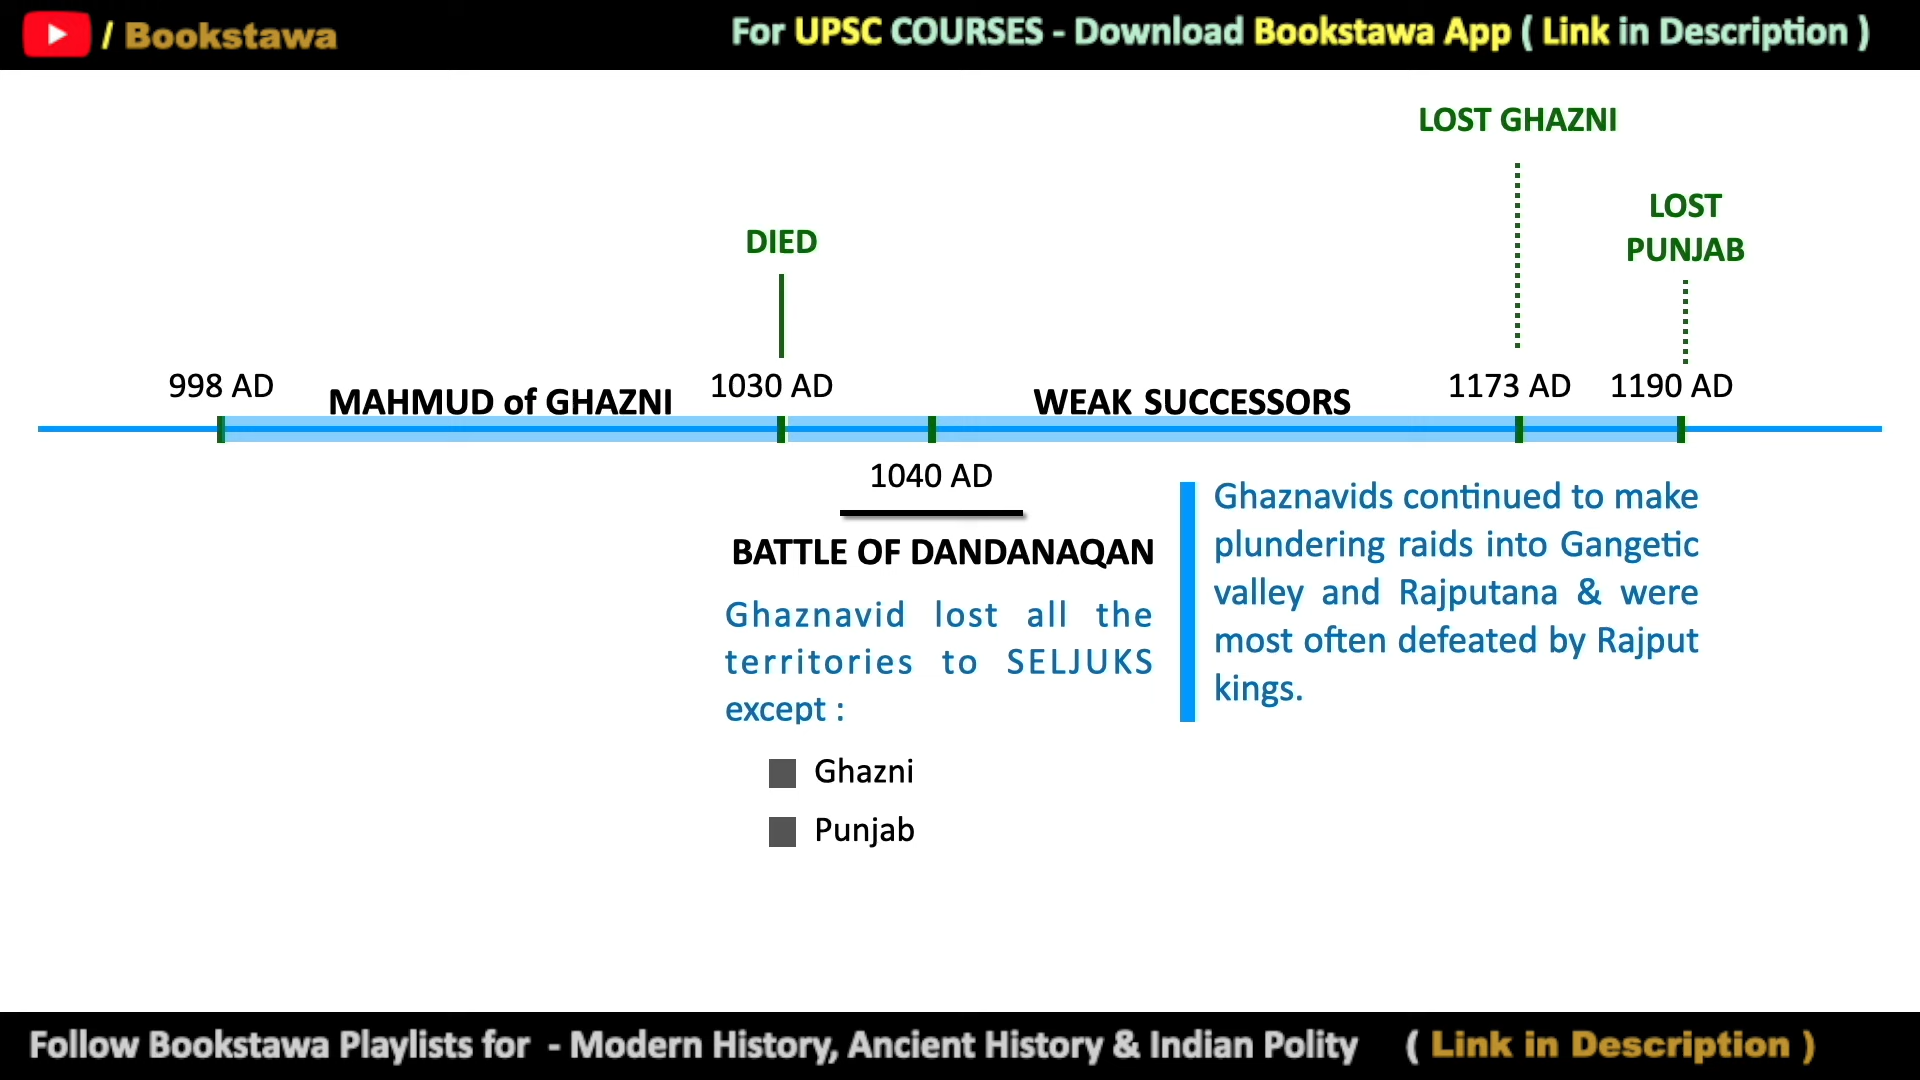 / Bookstawa
For UPSC COURSES - Download Bookstawa App ( Link in Description )
LOST GHAZNI
LOST
PUNJAB
DIED
998 AD
MAHMUD of GHAZNI
1030 AD
WEAK SUCCESSORS
1173 AD
1190 AD
1040 AD
BATTLE OF DANDANAQAN
Ghaznavid lost all the
territories to SELJUKS
except :
Ghazni
Punjab
Ghaznavids continued to make
plundering raids into Gangetic
valley and Rajputana & were
most often defeated by Rajput
kings.
Follow Bookstawa Playlists for - Modern History, Ancient History & Indian Polity ( Link in Description )